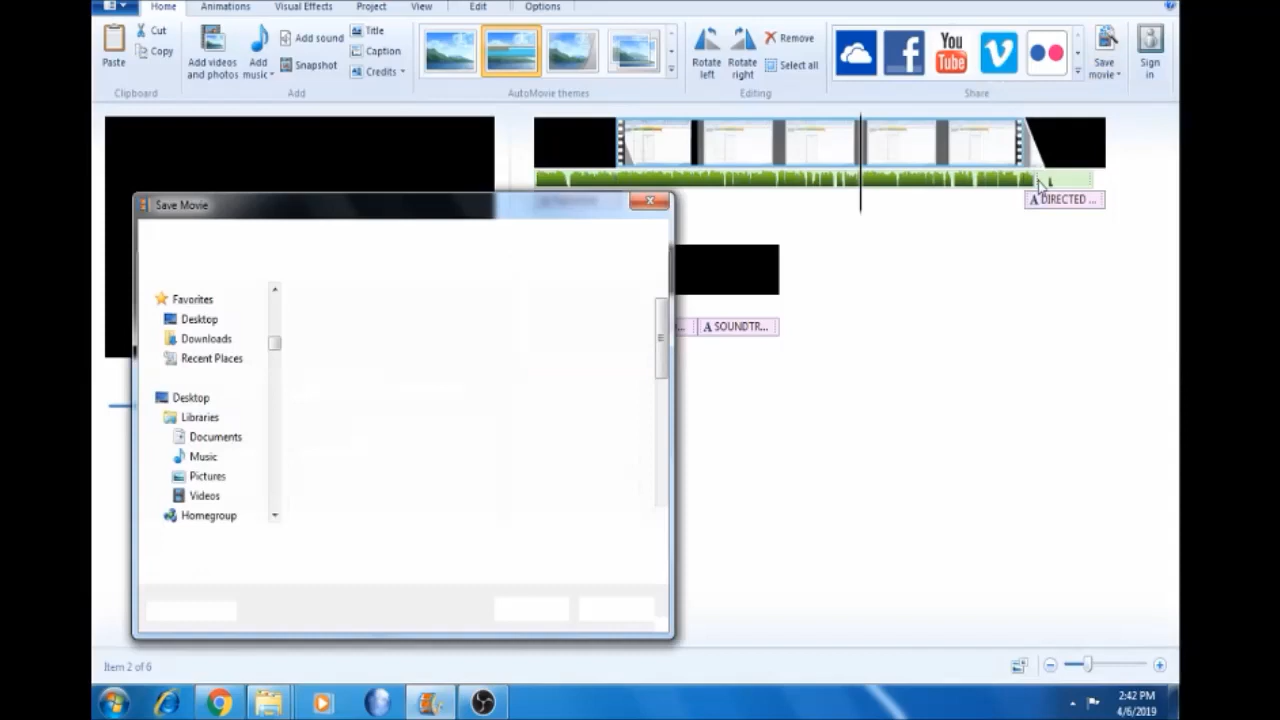 Home Animations Visual Effects Project View Edit Options
Paste
Cut
Copy
Clipboard
Add videos and photos
Add music
Add sound
Snapshot
Title
Caption
Credits
Add
AutoMovie themes
Rotate left
Rotate right
Remove
Select all
Editing
You
Tube
Share
Save movie
Sign in
A DIRECTED ...
Save Movie
Favorites
Desktop
Downloads
Recent Places
Desktop
Libraries
Documents
Music
Pictures
Videos
Homegroup
... A SOUNDTR...
Item 2 of 6
2:42 PM
4/6/2019